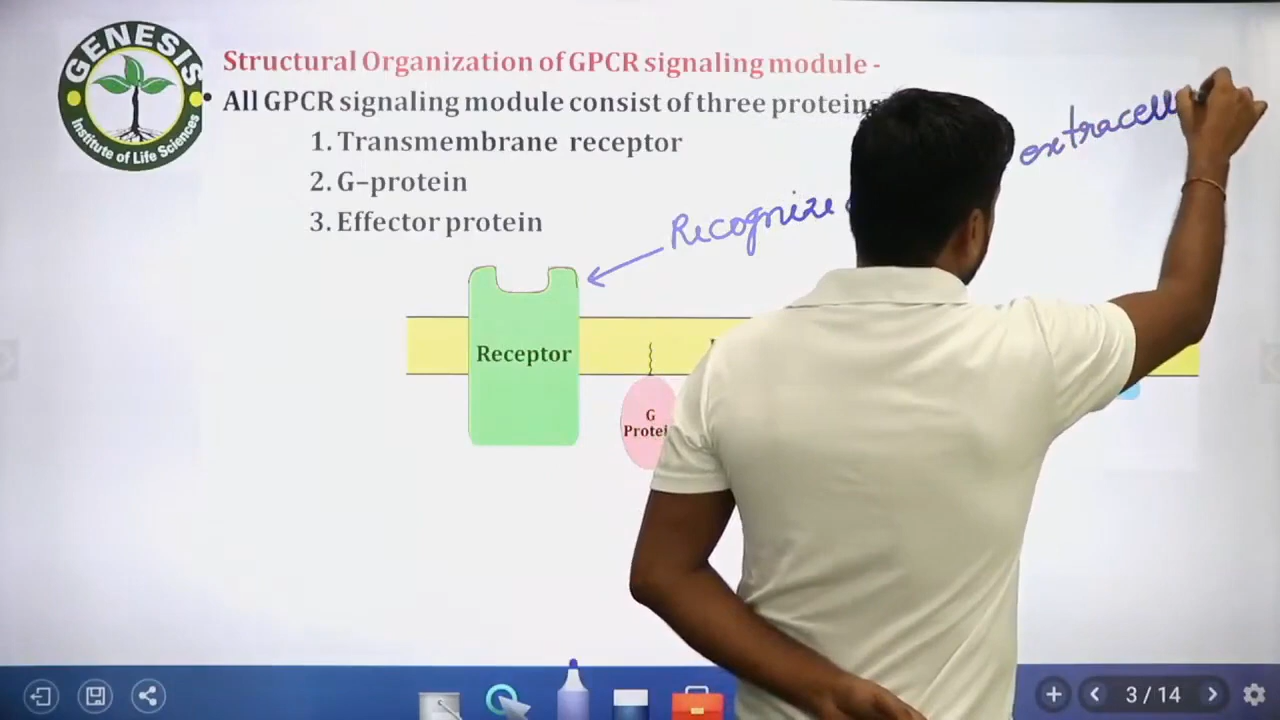 GENESIS
Institute of Life Sciences
Structural Organization of GPCR signaling module -
• All GPCR signaling module consist of three proteins
1. Transmembrane receptor
2. G–protein
3. Effector protein
extracell
Recognize
Receptor
G
Protei
3 / 14